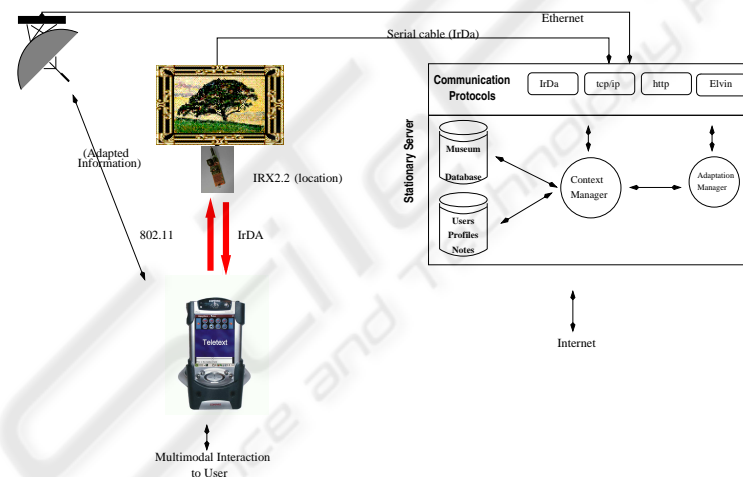 Ethernet
Serial cable (IrDa)
Communication
Protocols
IrDa
tcp/ip
http
Elvin
Stationary Server
Museum
Database
Users
Profiles
Notes
Context
Manager
Adaptation
Manager
(Adapted
Information)
IRX2.2 (location)
802.11
IrDA
Teletext
Internet
Multimodal Interaction
to User